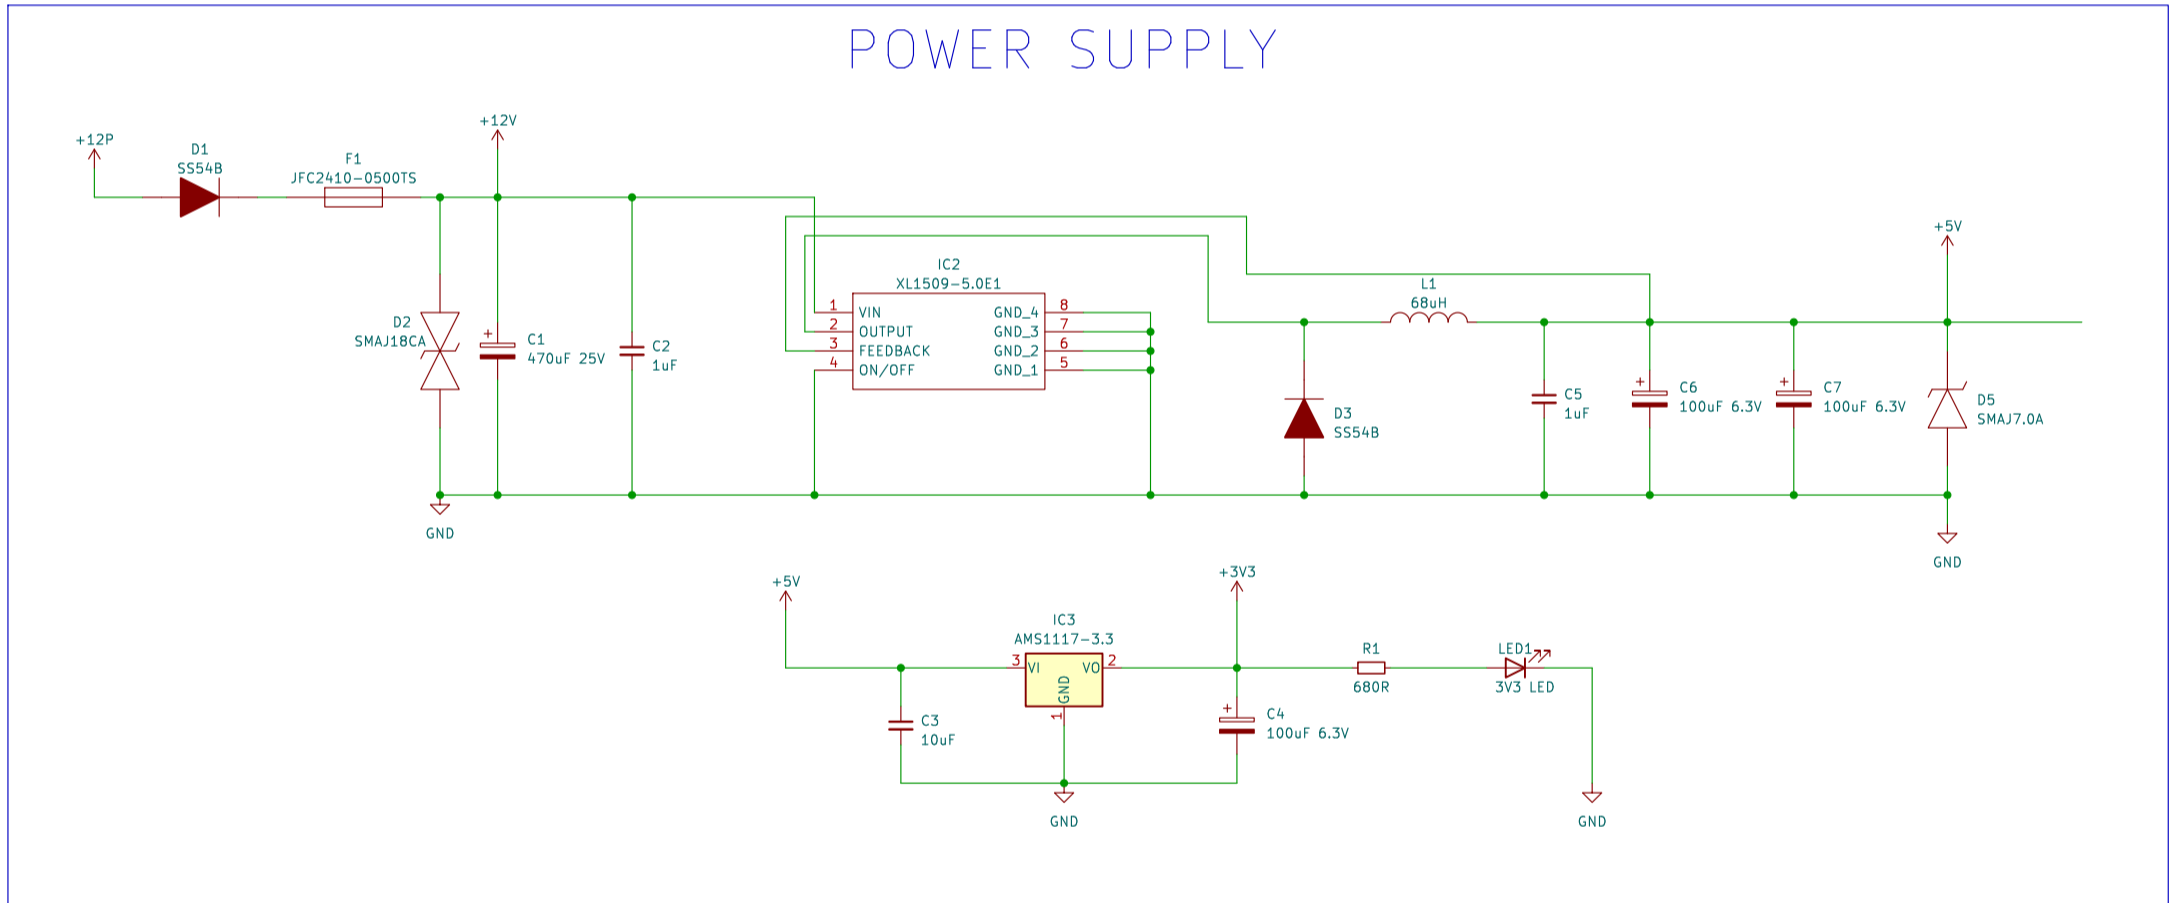 POWER SUPPLY
+12P
D1
SS54B
F1
JFC2410-0500TS
+12V
D2
SMAJ18CA
+
C1
470uF 25V
C2
1uF
IC2
XL1509-5.0E1
1 VIN GND_4 8
2 OUTPUT GND_3 7
3 FEEDBACK GND_2 6
4 ON/OFF GND_1 5
D3
SS54B
L1
68uH
C5
1uF
+
C6
100uF 6.3V
+
C7
100uF 6.3V
+5V
D5
SMAJ7.0A
GND
GND
+5V
C3
10uF
IC3
AMS1117-3.3
3 VI VO 2
GND
1
+3V3
+
C4
100uF 6.3V
R1
680R
LED1
3V3 LED
GND
GND